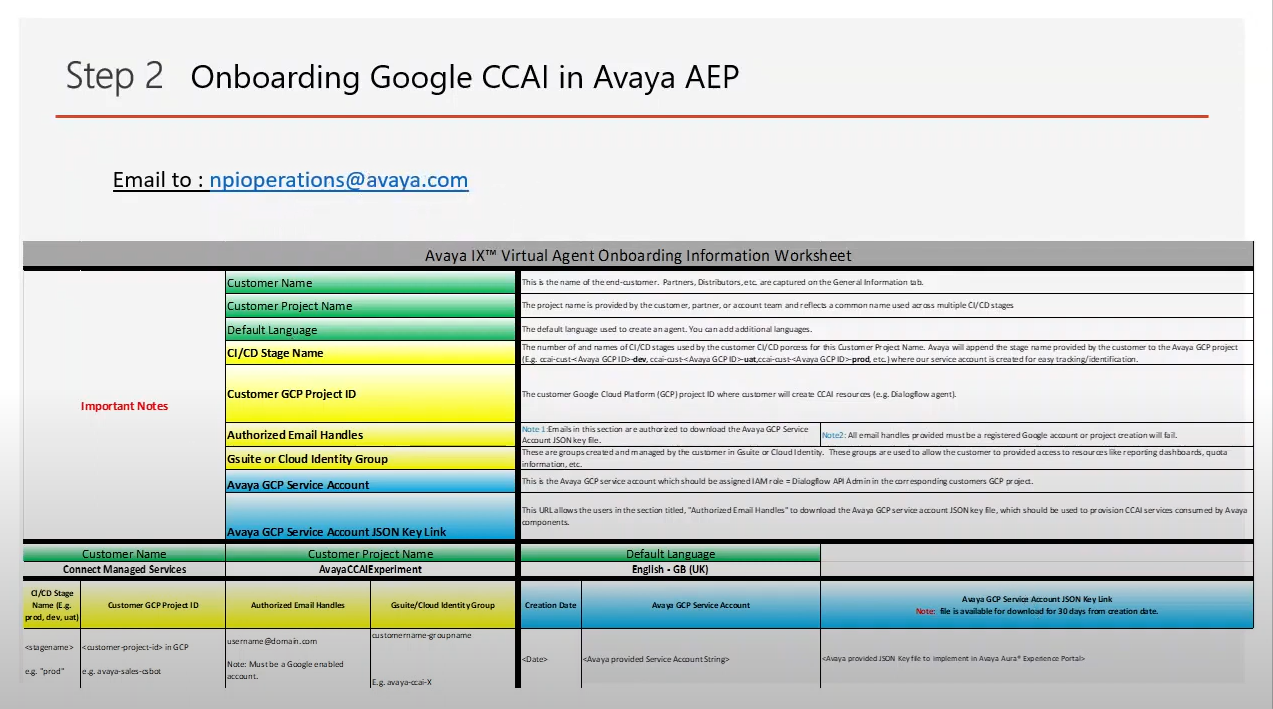 Step 2 Onboarding Google CCAI in Avaya AEP
Email to : npioperations@avaya.com
Avaya IX™ Virtual Agent Onboarding Information Worksheet
Important Notes
Customer Name
This is the name of the end-customer. Partners, Distributors, etc. are captured on the General Information tab.
Customer Project Name
The project name is provided by the customer, partner, or account team and reflects a common name used across multiple CI/CD stages
Default Language
The default language used to create an agent. You can add additional languages.
CI/CD Stage Name
The number of and names of CI/CD stages used by the customer CI/CD porcess for this Customer Project Name. Avaya will append the stage name provided by the customer to the Avaya GCP project
(E.g. ccai-cust-<Avaya GCP ID>-dev, ccai-cust-<Avaya GCP ID>-uat,ccai-cust-<Avaya GCP ID>-prod, etc.) where our service account is created for easy tracking/identification.
Customer GCP Project ID
The customer Google Cloud Platform (GCP) project ID where customer will create CCAI resources (e.g. Dialogflow agent).
Authorized Email Handles
Note 1:Emails in this section are authorized to download the Avaya GCP Service
Account JSON key file.
Note2: All email handles provided must be a registered Google account or project creation will fail.
Gsuite or Cloud Identity Group
These are groups created and managed by the customer in Gsuite or Cloud Identity. These groups are used to allow the customer to provided access to resources like reporting dashboards, quota
information, etc.
Avaya GCP Service Account
This is the Avaya GCP service account which should be assigned IAM role = Dialogflow API Admin in the corresponding customers GCP project.
Avaya GCP Service Account JSON Key Link
This URL allows the users in the section titled, "Authorized Email Handles" to download the Avaya GCP service account JSON key file, which should be used to provision CCAI services consumed by Avaya
components.
Customer Name
Customer Project Name
Default Language
Connect Managed Services
AvayaCCAIExperiment
English - GB (UK)
CI/CD Stage
Name (E.g.
prod, dev, uat)
Customer GCP Project ID
Authorized Email Handles
Gsuite/Cloud Identity Group
Creation Date
Avaya GCP Service Account
Avaya GCP Service Account JSON Key Link
Note: file is available for download for 30 days from creation date.
<stagename>
e.g. "prod"
<customer-project-id> in GCP
e.g. avaya-sales-csbot
username@domain.com
Note: Must be a Google enabled
account.
customername-groupname
E.g. avaya-ccai-X
<Date>
<Avaya provided Service Account String>
<Avaya provided JSON Key file to implement in Avaya Aura® Experience Portal>